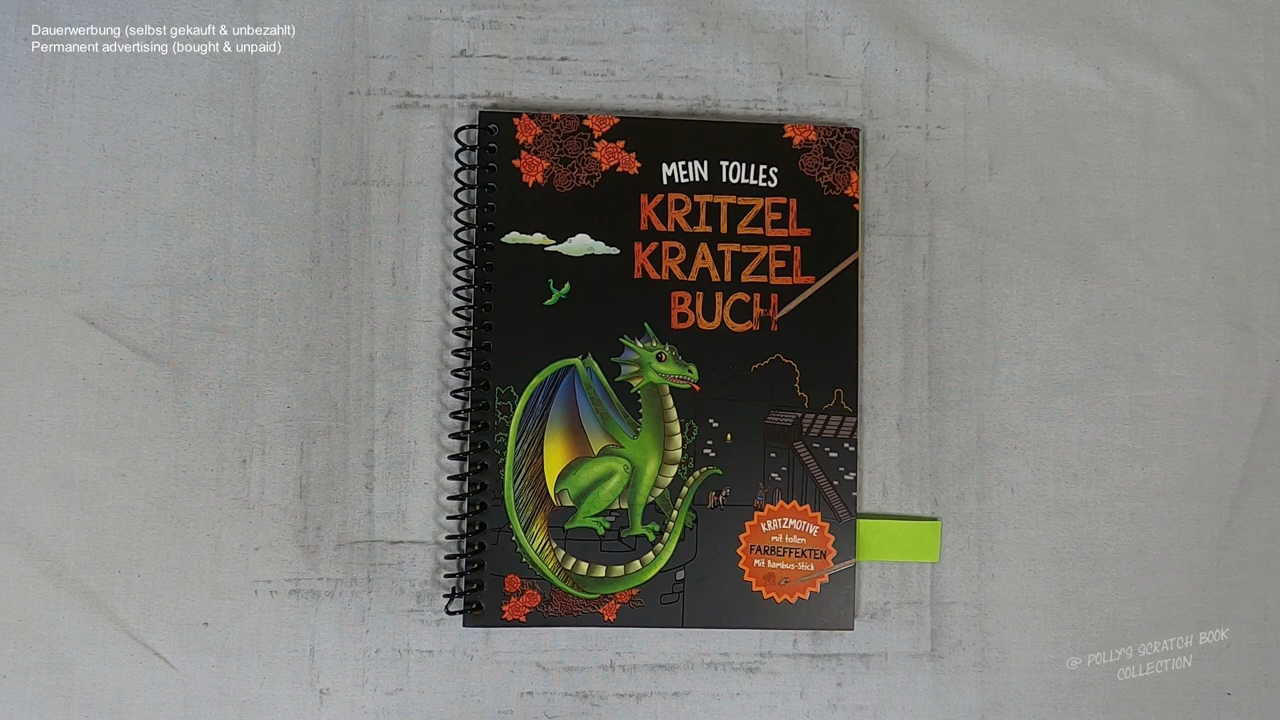 Dauerwerbung (selbst gekauft & unbezahlt)
Permanent advertising (bought & unpaid)
MEIN TOLLES
KRITZEL
KRATZEL
BUCH
KRATZMOTIVE
mit tollen
FARBEFFEKTEN
Mit Bambus-Stick
@ POLLY'S SCRATCH BOOK
COLLECTION